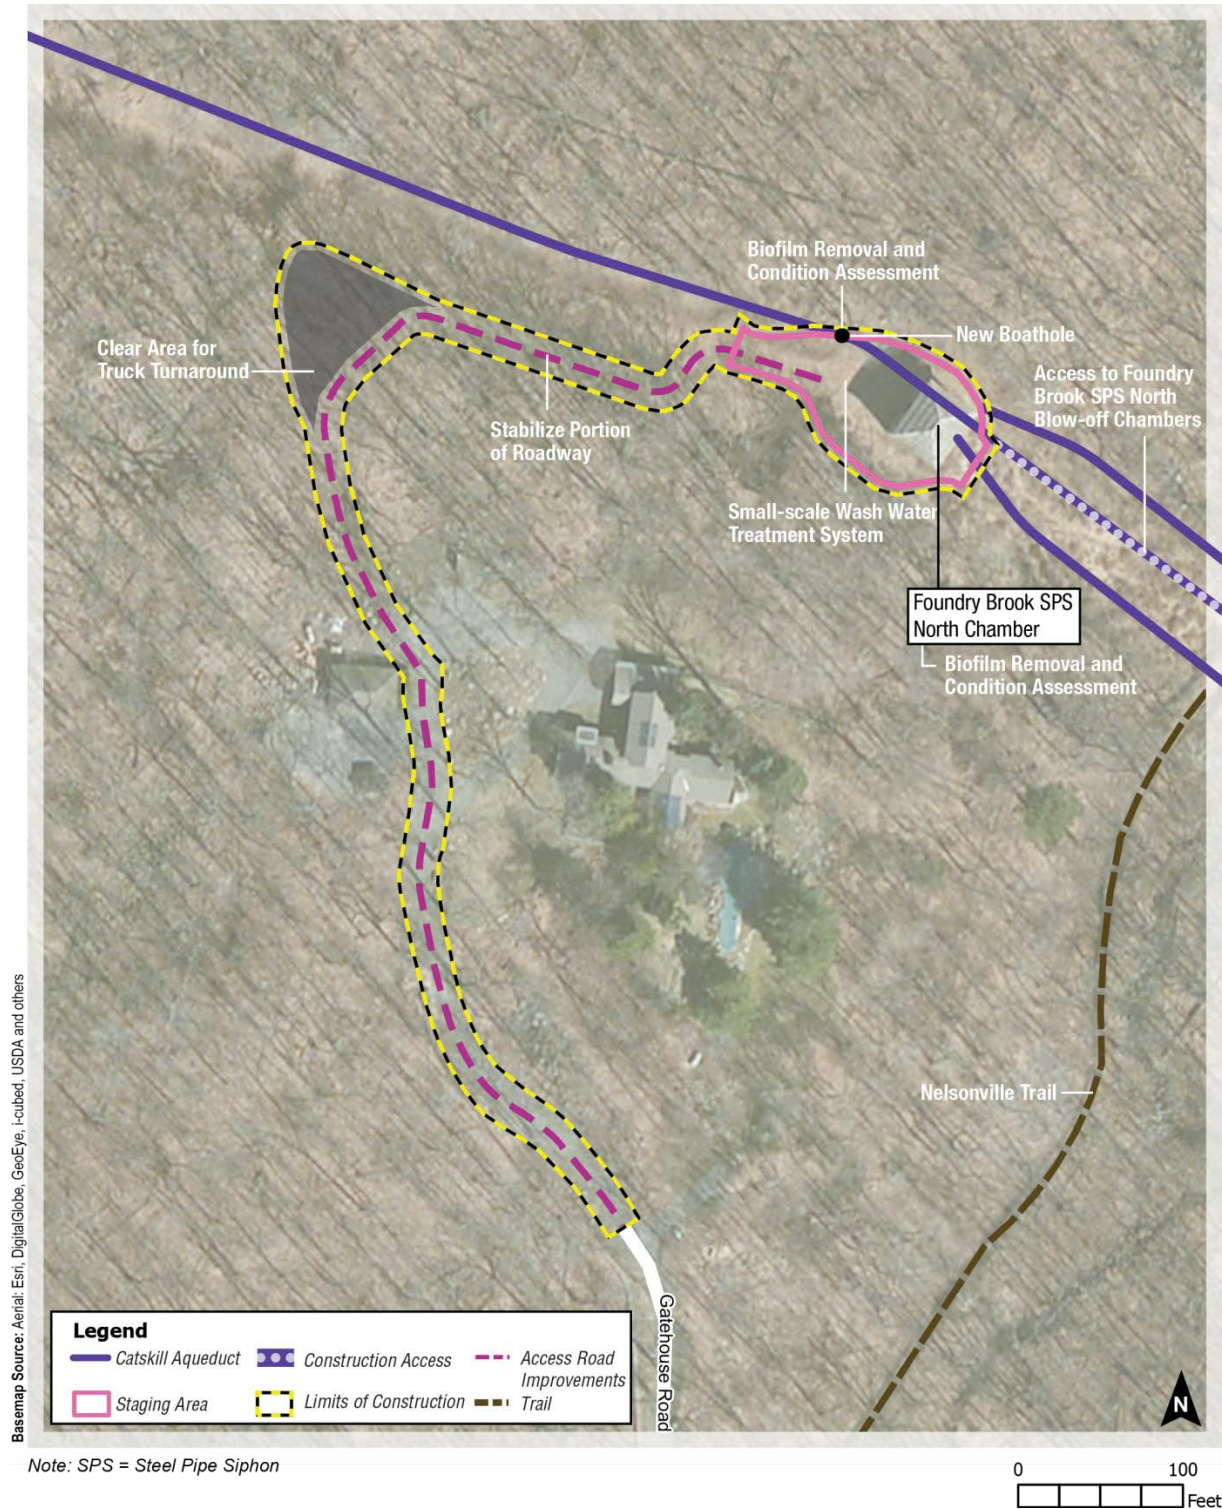 Biofilm Removal and
Condition Assessment
New Boathole
Clear Area for
Truck Turnaround
Access to Foundry
Brook SPS North
Blow-off Chambers
Stabilize Portion
of Roadway
Small-scale Wash Water
Treatment System
Foundry Brook SPS
North Chamber
Biofilm Removal and
Condition Assessment
Nelsonville Trail
Gatehouse Road
Basemap Source: Aerial: Esri, DigitalGlobe, GeoEye, i-cubed, USDA and others
Legend
Catskill Aqueduct
Construction Access
Access Road
Improvements
Staging Area
Limits of Construction
Trail
N
Note: SPS = Steel Pipe Siphon
0 100
Feet